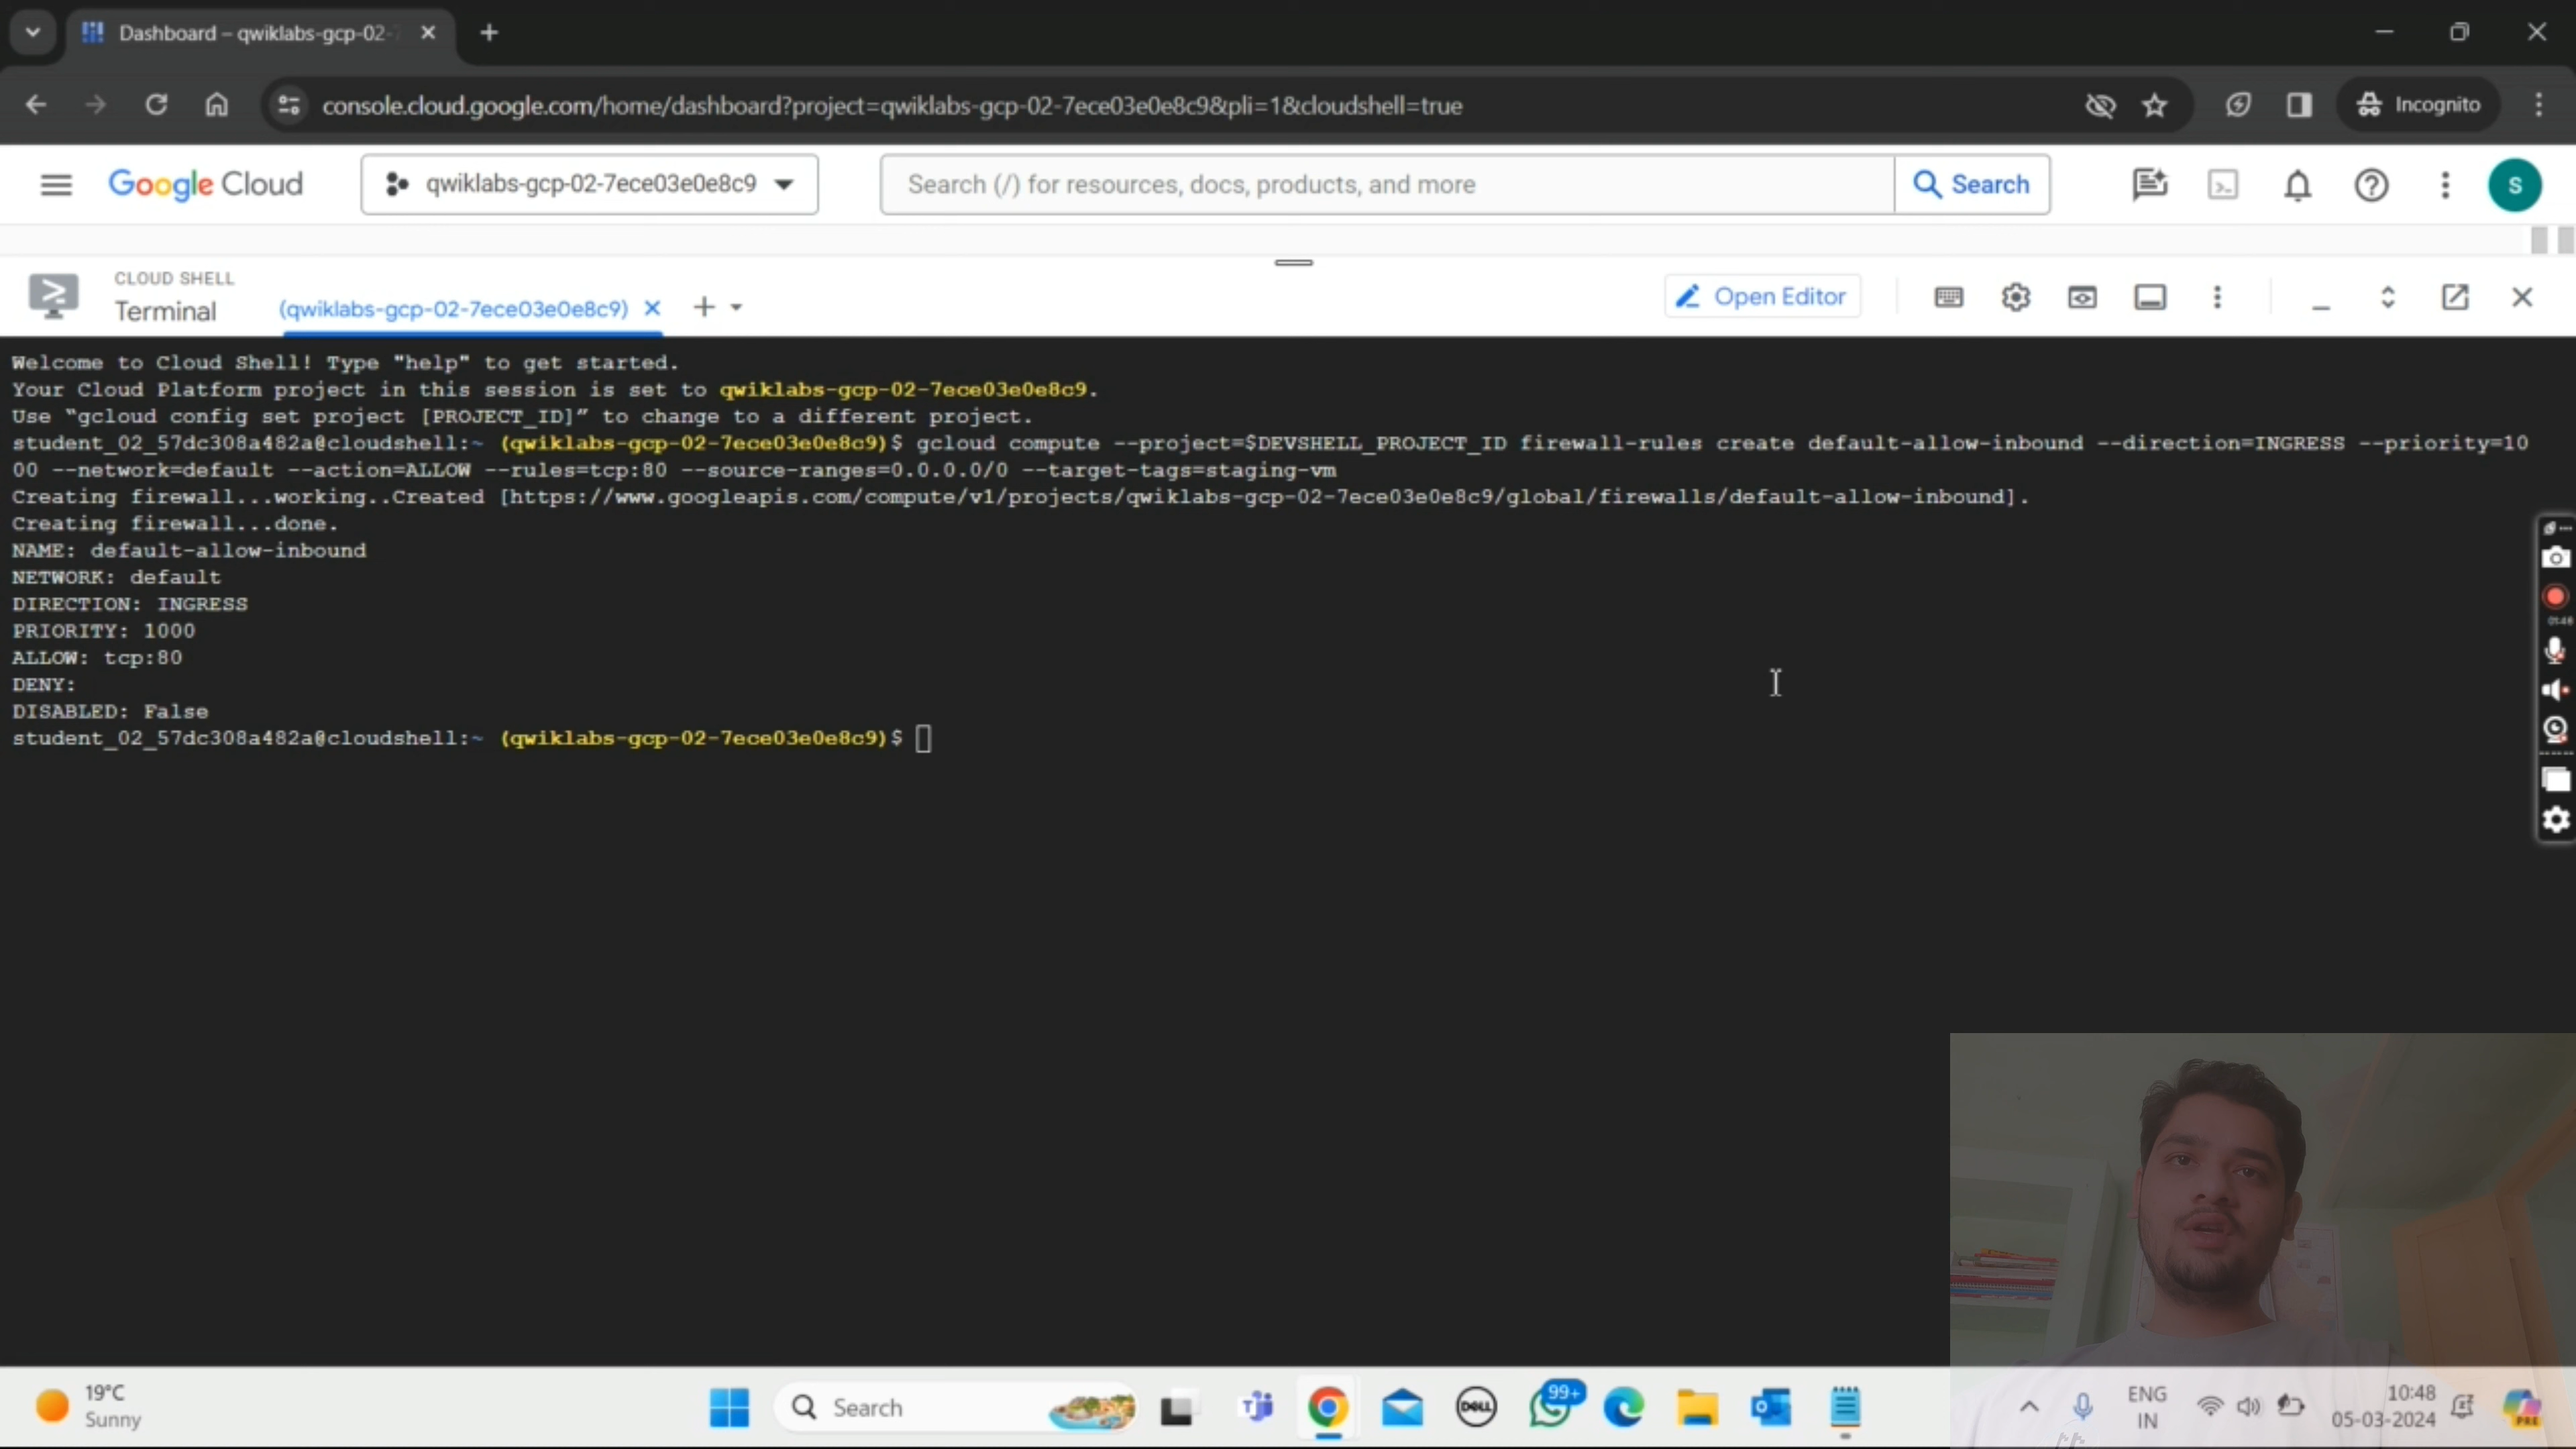 Dashboard – qwiklabs-gcp-02-
console.cloud.google.com/home/dashboard?project=qwiklabs-gcp-02-7ece03e0e8c9&pli=1&cloudshell=true
Incognito
Google Cloud
qwiklabs-gcp-02-7ece03e0e8c9
Search (/) for resources, docs, products, and more
Search
S
CLOUD SHELL
Terminal
(qwiklabs-gcp-02-7ece03e0e8c9)
Open Editor
Welcome to Cloud Shell! Type "help" to get started.
Your Cloud Platform project in this session is set to qwiklabs-gcp-02-7ece03e0e8c9.
Use “gcloud config set project [PROJECT_ID]” to change to a different project.
student_02_57dc308a482a@cloudshell:~ (qwiklabs-gcp-02-7ece03e0e8c9)$ gcloud compute --project=$DEVSHELL_PROJECT_ID firewall-rules create default-allow-inbound --direction=INGRESS --priority=10
00 --network=default --action=ALLOW --rules=tcp:80 --source-ranges=0.0.0.0/0 --target-tags=staging-vm
Creating firewall...working..Created [https://www.googleapis.com/compute/v1/projects/qwiklabs-gcp-02-7ece03e0e8c9/global/firewalls/default-allow-inbound].
Creating firewall...done.
NAME: default-allow-inbound
NETWORK: default
DIRECTION: INGRESS
PRIORITY: 1000
ALLOW: tcp:80
DENY:
DISABLED: False
student_02_57dc308a482a@cloudshell:~ (qwiklabs-gcp-02-7ece03e0e8c9)$
01:48
19°C
Sunny
Search
DELL
99+
ENG
IN
10:48
05-03-2024
PRE